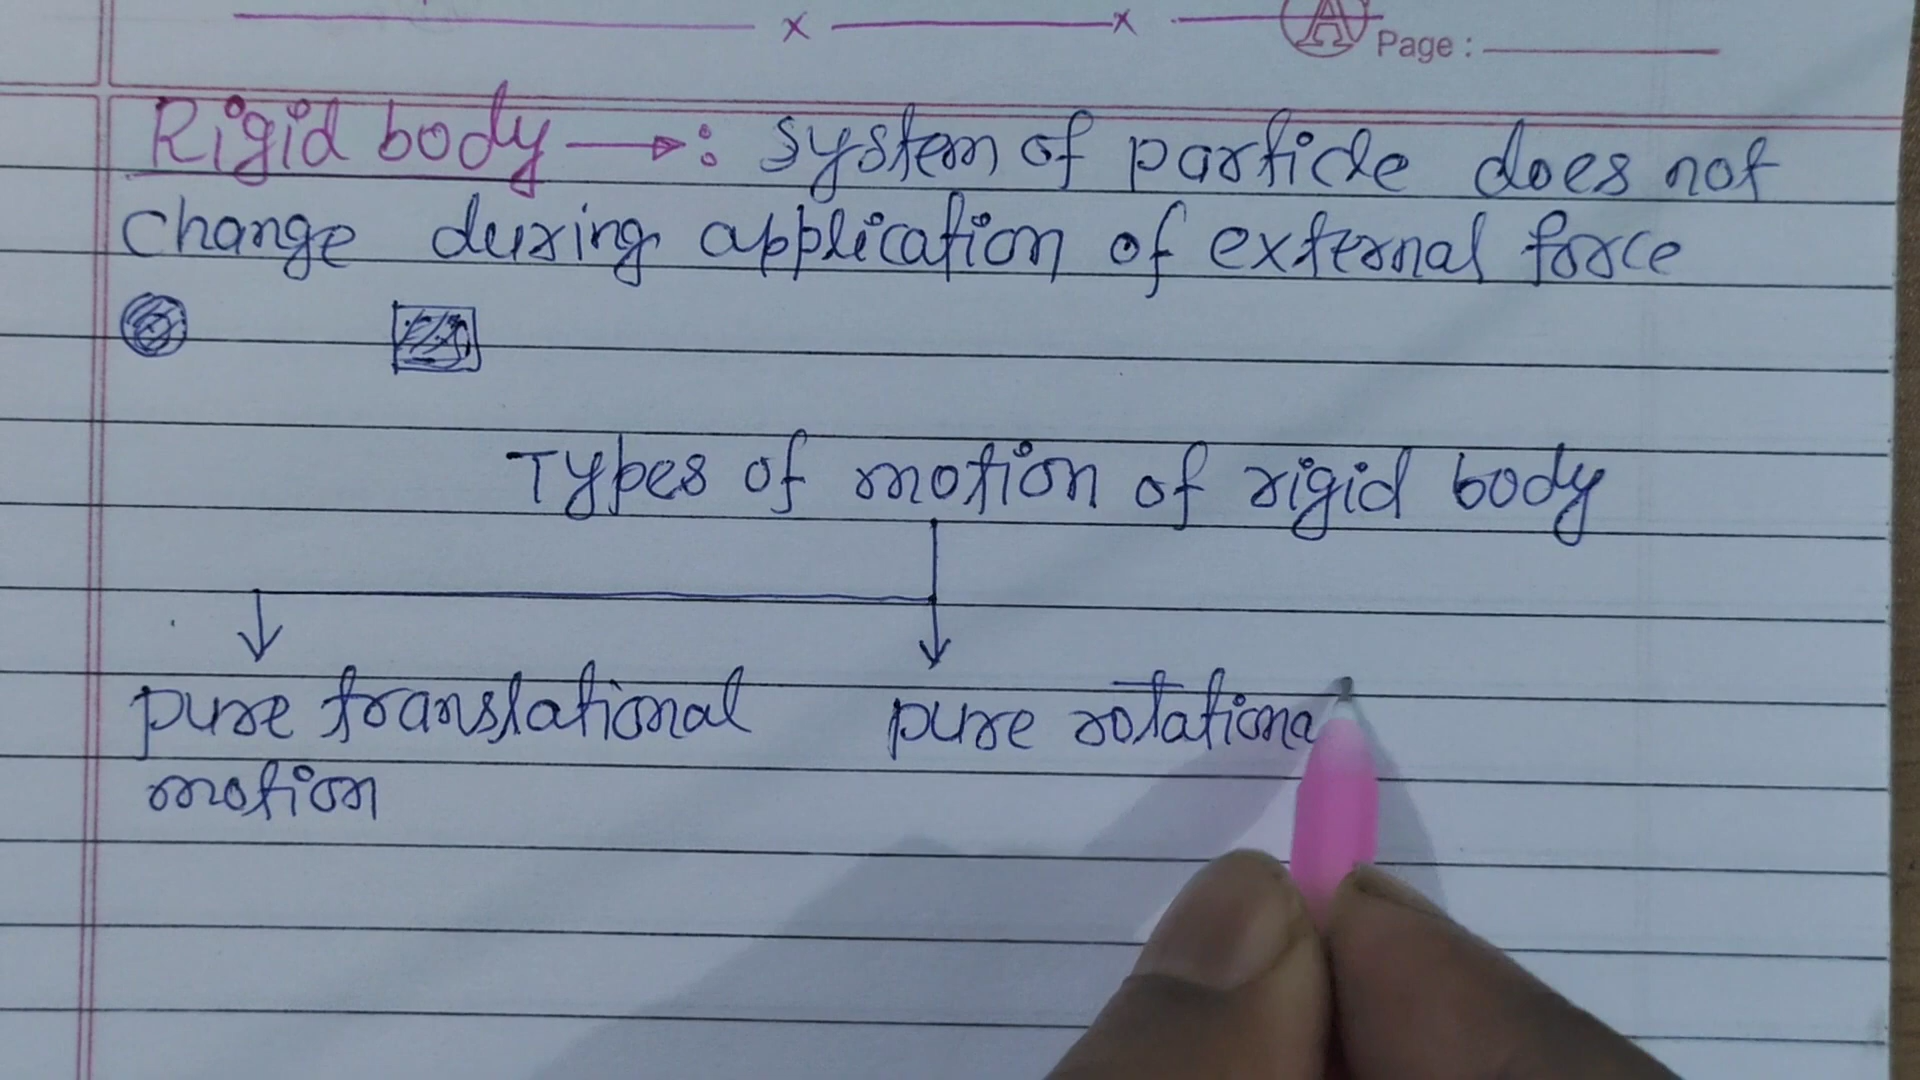 x x A Page :
Rigid body →: system of particle does not
change during application of external force
Types of motion of rigid body
pure translational pure rotationa
motion